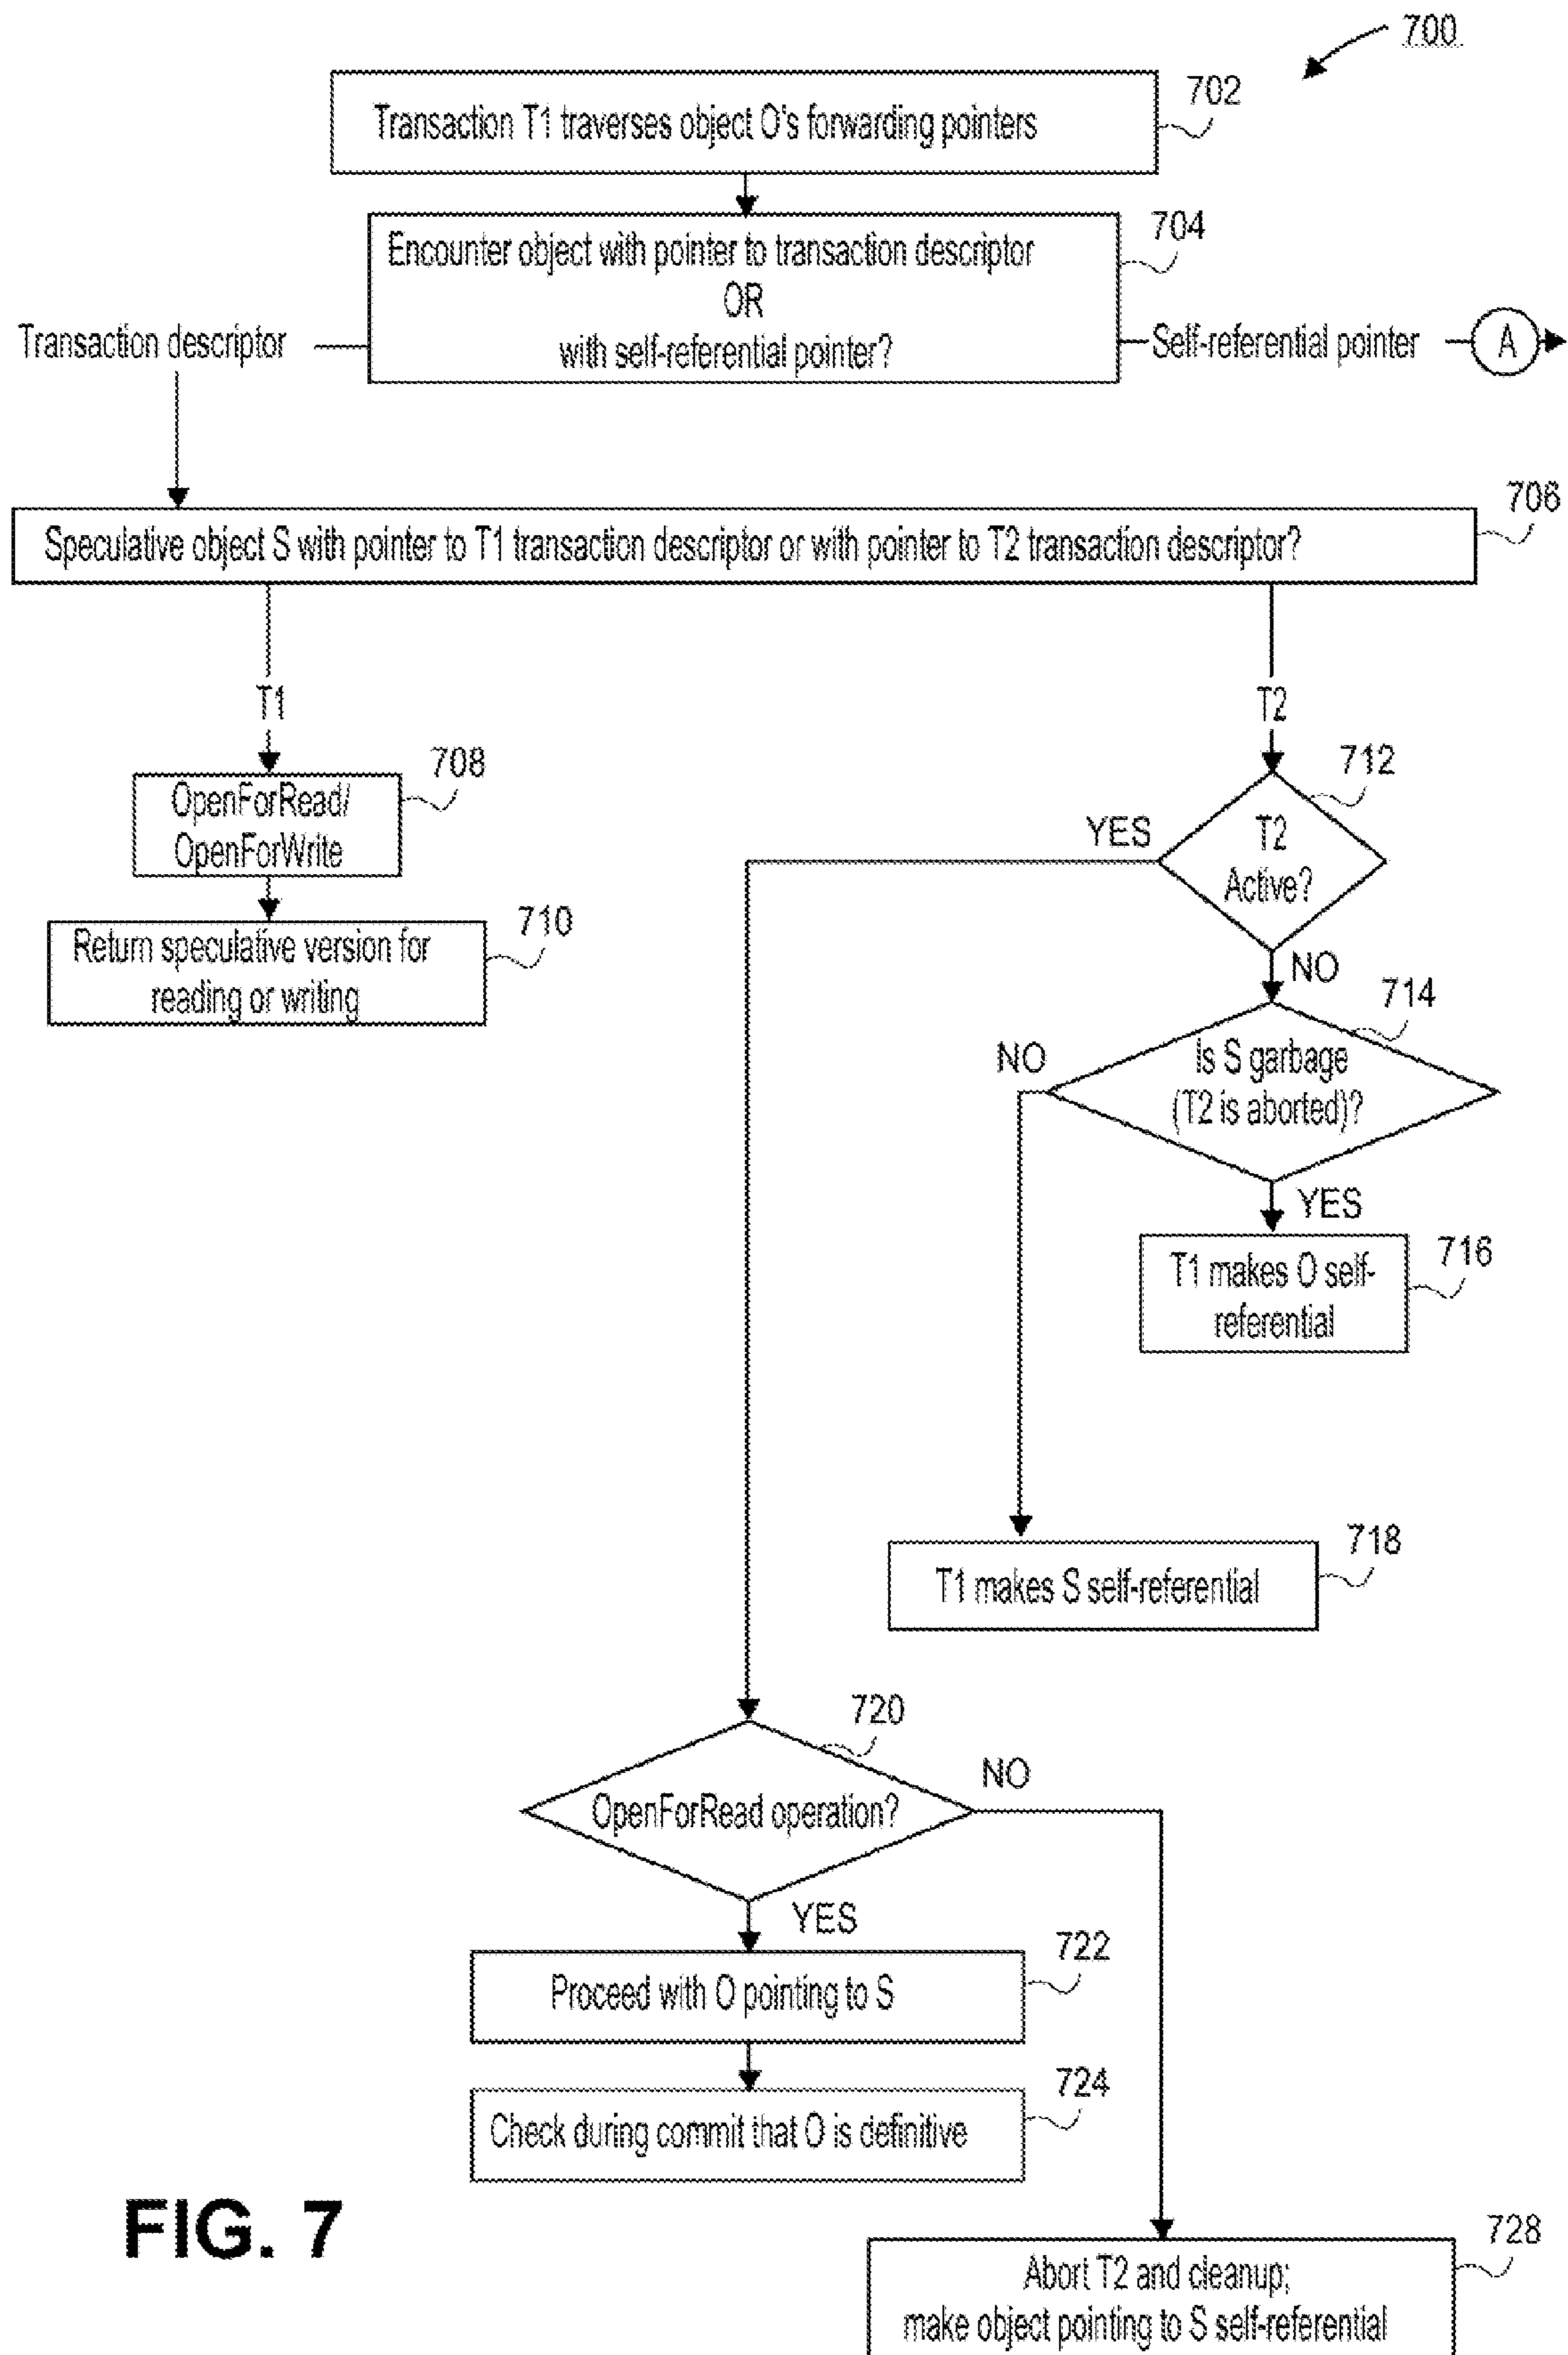 700
702
Transaction T1 traverses object O's forwarding pointers
704
Encounter object with pointer to transaction descriptor
OR
with self-referential pointer?
Transaction descriptor
Self-referential pointer
A
706
Speculative object S with pointer to T1 transaction descriptor or with pointer to T2 transaction descriptor?
T1
T2
708
OpenForRead/
OpenForWrite
712
YES
T2
Active?
710
Return speculative version for
reading or writing
NO
714
NO
Is S garbage
(T2 is aborted)?
YES
716
T1 makes O self-
referential
718
T1 makes S self-referential
720
NO
OpenForRead operation?
YES
722
Proceed with O pointing to S
724
Check during commit that O is definitive
FIG. 7
728
Abort T2 and cleanup;
make object pointing to S self-referential